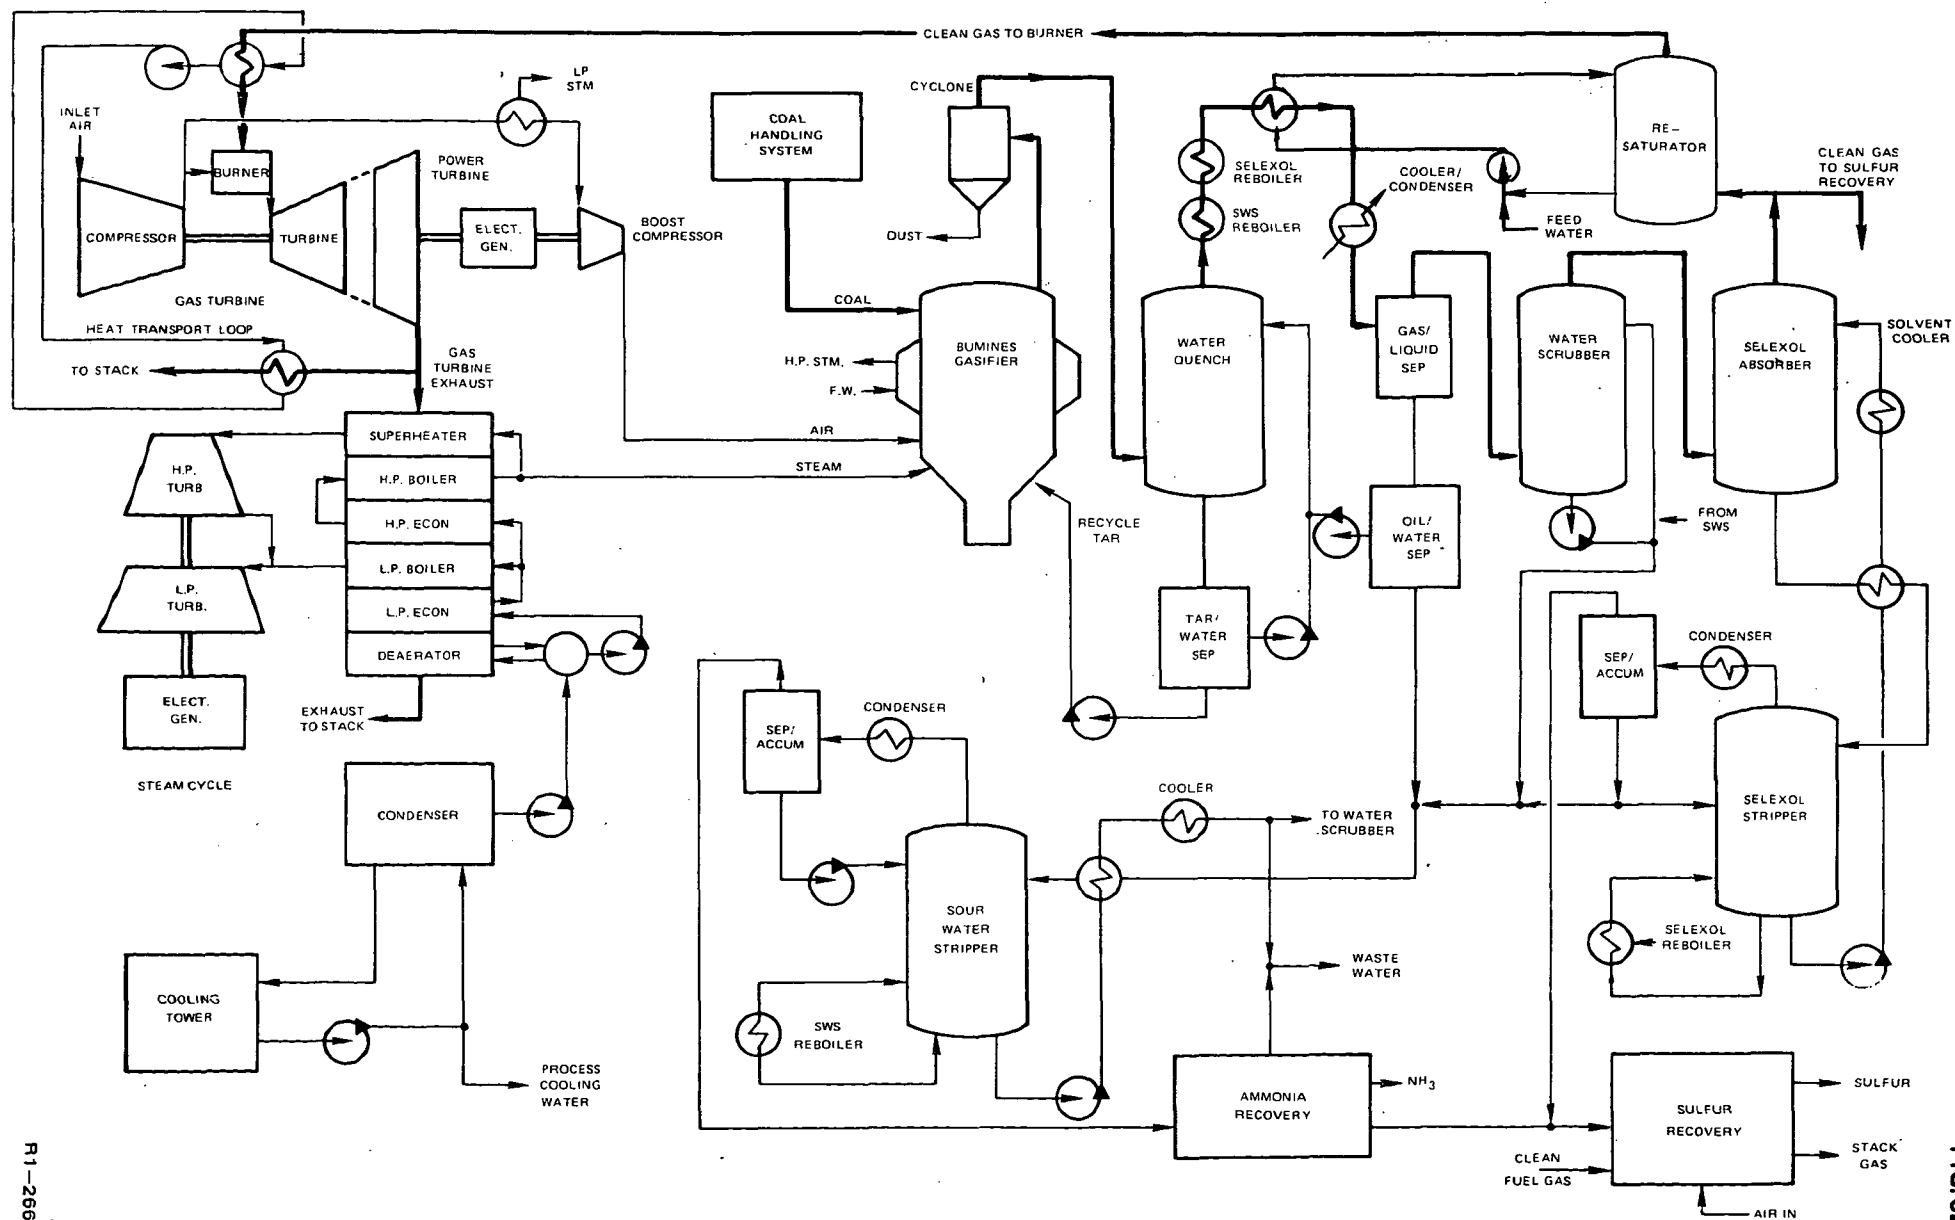 CLEAN GAS TO BURNER
LP
STM
CYCLONE
INLET
AIR
COAL
HANDLING
SYSTEM
RE-
SATURATOR
POWER
TURBINE
BURNER
SELEXOL
REBOILER
COOLER/
CONDENSER
CLEAN GAS
TO SULFUR
RECOVERY
COMPRESSOR
TURBINE
ELECT.
GEN.
BOOST
COMPRESSOR
DUST
SWS
REBOILER
FEED
WATER
GAS TURBINE
COAL
HEAT TRANSPORT LOOP
GAS
TURBINE
EXHAUST
TO STACK
H.P. STM.
F.W.
BUMINES
GASIFIER
WATER
QUENCH
GAS/
LIQUID
SEP
WATER
SCRUBBER
SELEXOL
ABSORBER
SOLVENT
COOLER
AIR
STEAM
SUPERHEATER
H.P. BOILER
H.P. ECON
L.P. BOILER
L.P. ECON
DEAERATOR
H.P.
TURB
L.P.
TURB.
ELECT.
GEN.
STEAM CYCLE
EXHAUST
TO STACK
RECYCLE
TAR
OIL/
WATER
SEP
FROM
SWS
TAR/
WATER
SEP
SEP/
ACCUM
CONDENSER
SEP/
ACCUM
CONDENSER
CONDENSER
COOLER
TO WATER
SCRUBBER
SELEXOL
STRIPPER
SOUR
WATER
STRIPPER
SELEXOL
REBOILER
WASTE
WATER
COOLING
TOWER
SWS
REBOILER
PROCESS
COOLING
WATER
AMMONIA
RECOVERY
NH3
SULFUR
RECOVERY
SULFUR
STACK
GAS
CLEAN
FUEL GAS
AIR IN
R1-266